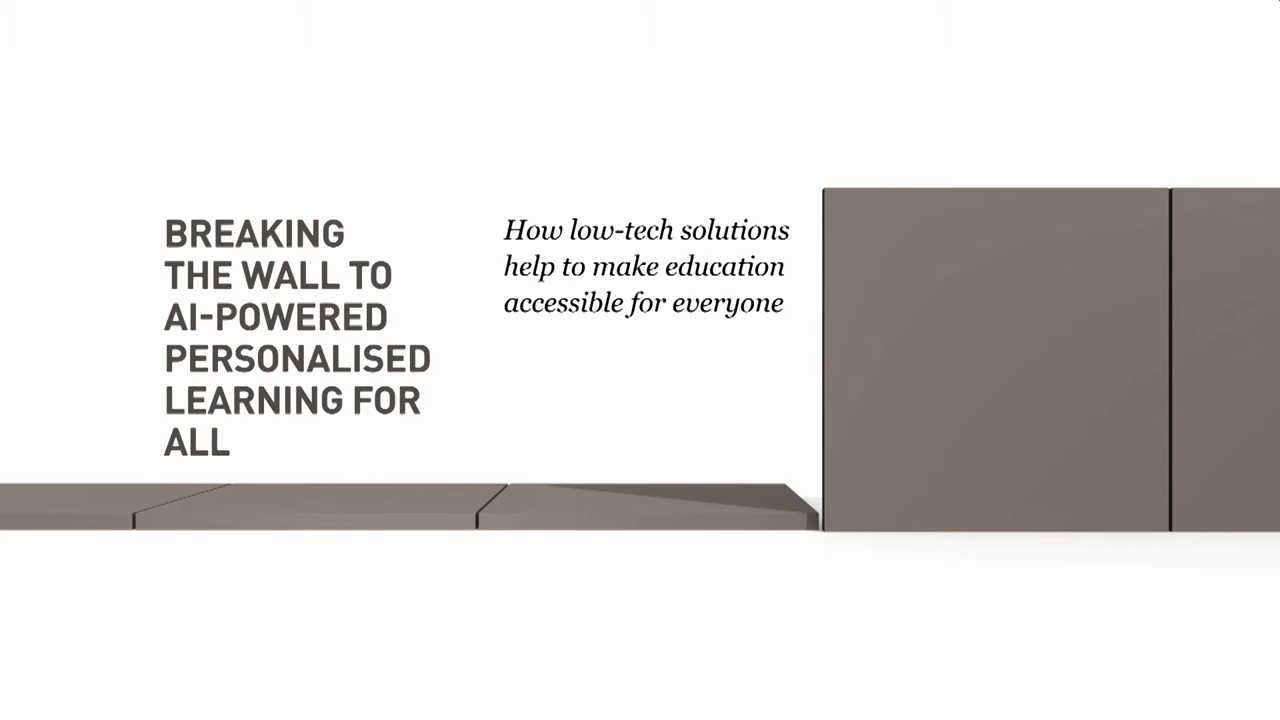 BREAKING
THE WALL TO
AI-POWERED
PERSONALISED
LEARNING FOR
ALL
How low-tech solutions
help to make education
accessible for everyone